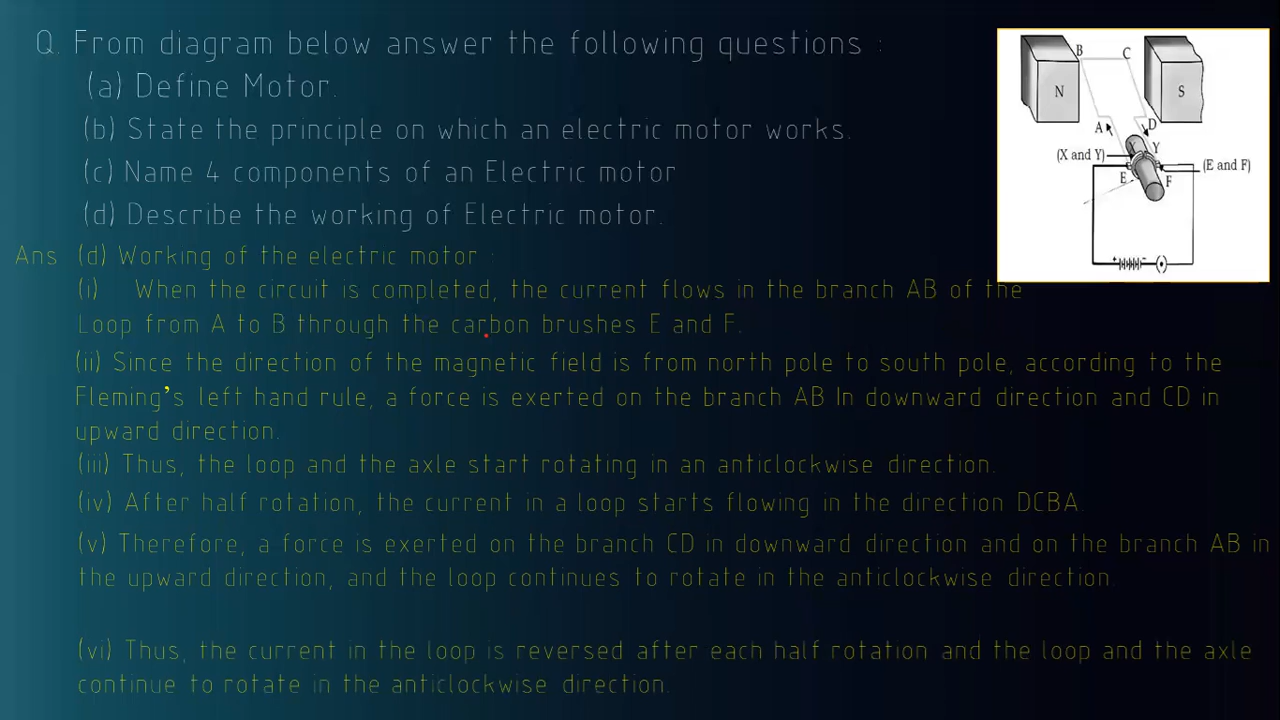 Q. From diagram below answer the following questions :
(a) Define Motor.
(b) State the principle on which an electric motor works.
(c) Name 4 components of an Electric motor
(d) Describe the working of Electric motor.
Ans (d) Working of the electric motor :
(i) When the circuit is completed, the current flows in the branch AB of the
Loop from A to B through the carbon brushes E and F.
(ii) Since the direction of the magnetic field is from north pole to south pole, according to the
Fleming's left hand rule, a force is exerted on the branch AB In downward direction and CD in
upward direction.
(iii) Thus, the loop and the axle start rotating in an anticlockwise direction.
(iv) After half rotation, the current in a loop starts flowing in the direction DCBA.
(v) Therefore, a force is exerted on the branch CD in downward direction and on the branch AB in
the upward direction, and the loop continues to rotate in the anticlockwise direction.
(vi) Thus, the current in the loop is reversed after each half rotation and the loop and the axle
continue to rotate in the anticlockwise direction.
B C
N S
A D
X Y
(X and Y) (E and F)
E F
+ -